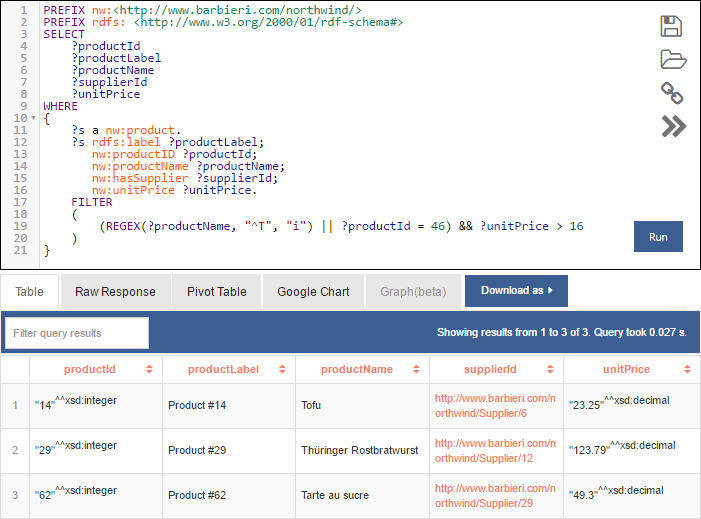 1 PREFIX nw:<http://www.barbieri.com/northwind/>
2 PREFIX rdfs: <http://www.w3.org/2000/01/rdf-schema#>
3 SELECT
4 ?productId
5 ?productLabel
6 ?productName
7 ?supplierId
8 ?unitPrice
9 WHERE
10 {
11 ?s a nw:product.
12 ?s rdfs:label ?productLabel;
13 nw:productID ?productId;
14 nw:productName ?productName;
15 nw:hasSupplier ?supplierId;
16 nw:unitPrice ?unitPrice.
17 FILTER
18 (
19 (REGEX(?productName, "^T", "i") || ?productId = 46) && ?unitPrice > 16
20 )
21 }
Run
Table Raw Response Pivot Table Google Chart Graph(beta) Download as
Filter query results Showing results from 1 to 3 of 3. Query took 0.027 s.
productId productLabel productName supplierId unitPrice
1 "14"^^xsd:integer Product #14 Tofu http://www.barbieri.com/n "23.25"^^xsd:decimal
orthwind/Supplier/6
2 "29"^^xsd:integer Product #29 Thüringer Rostbratwurst http://www.barbieri.com/n "123.79"^^xsd:decimal
orthwind/Supplier/12
3 "62"^^xsd:integer Product #62 Tarte au sucre http://www.barbieri.com/n "49.3"^^xsd:decimal
orthwind/Supplier/29